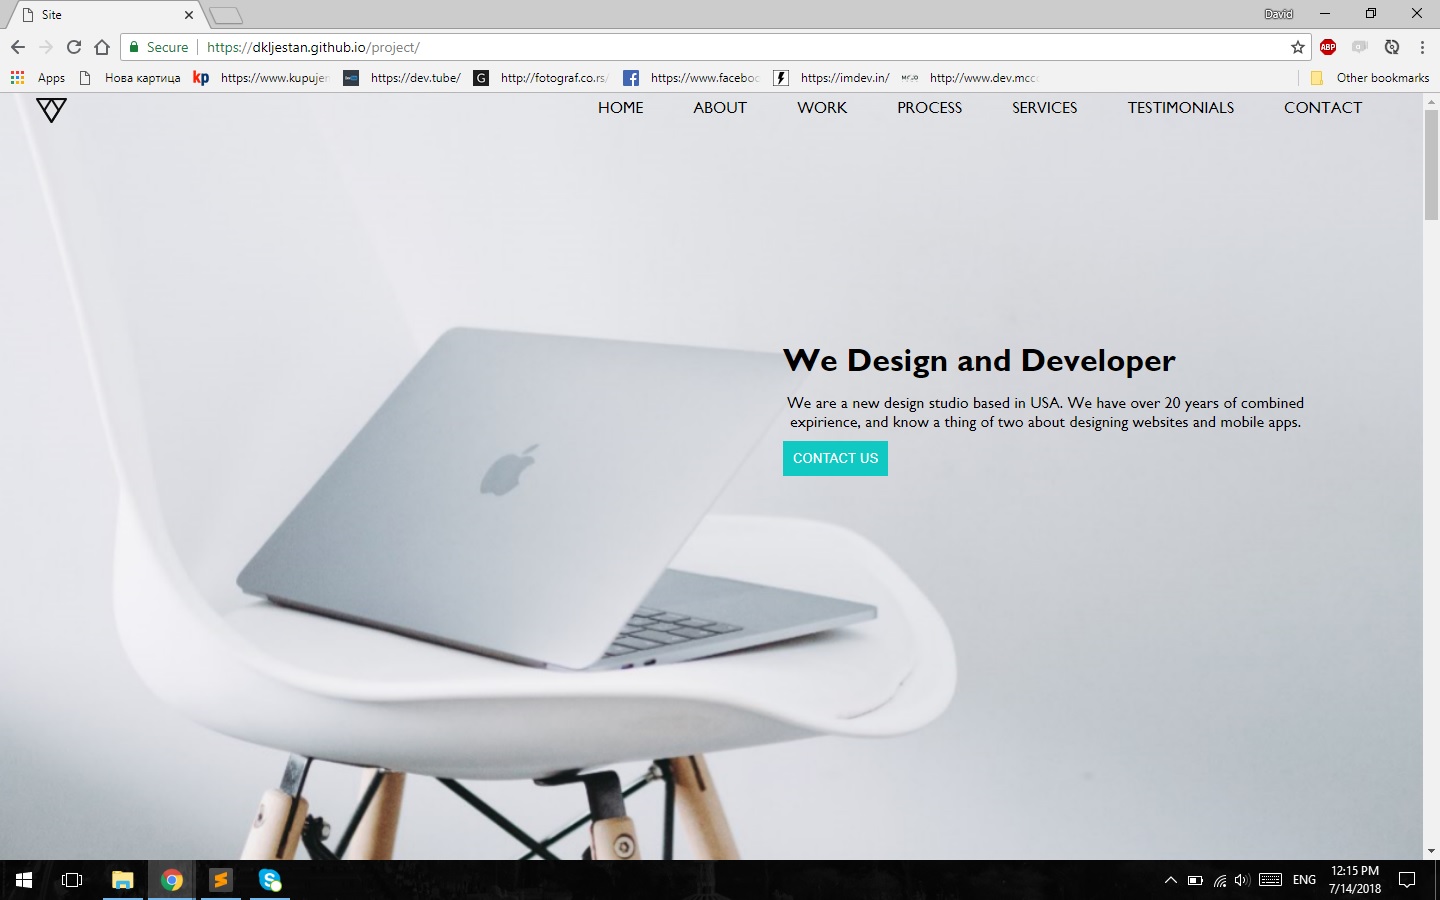 Site
David
Secure https://dkljestan.github.io/project/
ABP
Apps Нова картица kp https://www.kupujer https://dev.tube/ G http://fotograf.co.rs/ https://www.faceboc https://imdev.in/ http://www.dev.mcc Other bookmarks
HOME ABOUT WORK PROCESS SERVICES TESTIMONIALS CONTACT
We Design and Developer
We are a new design studio based in USA. We have over 20 years of combined
expirience, and know a thing of two about designing websites and mobile apps.
CONTACT US
ENG
12:15 PM
7/14/2018